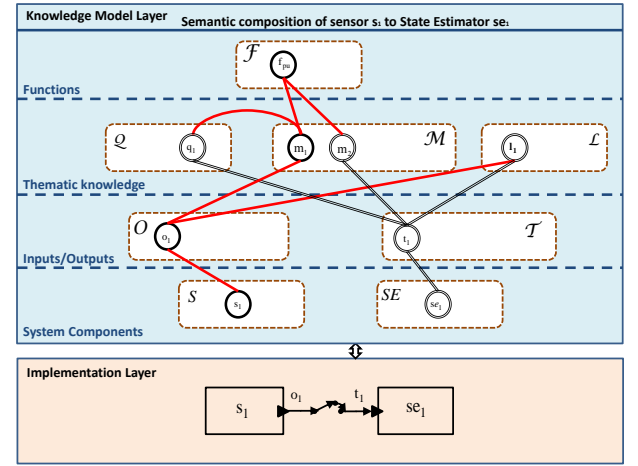 Knowledge Model Layer Semantic composition of sensor s₁ to State Estimator se₁
ℱ
f_pu
Functions
𝒬 q₁ m₁ m₂ ℳ l₁ ℒ
Thematic knowledge
O o₁ t₁ 𝒯
Inputs/Outputs
S s₁ SE se₁
System Components
Implementation Layer
s₁ o₁ t₁ se₁